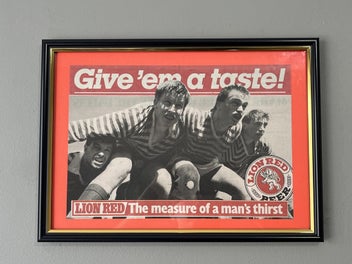 Give 'em a taste!
LION RED
BEER
LION RED The measure of a man's thirst